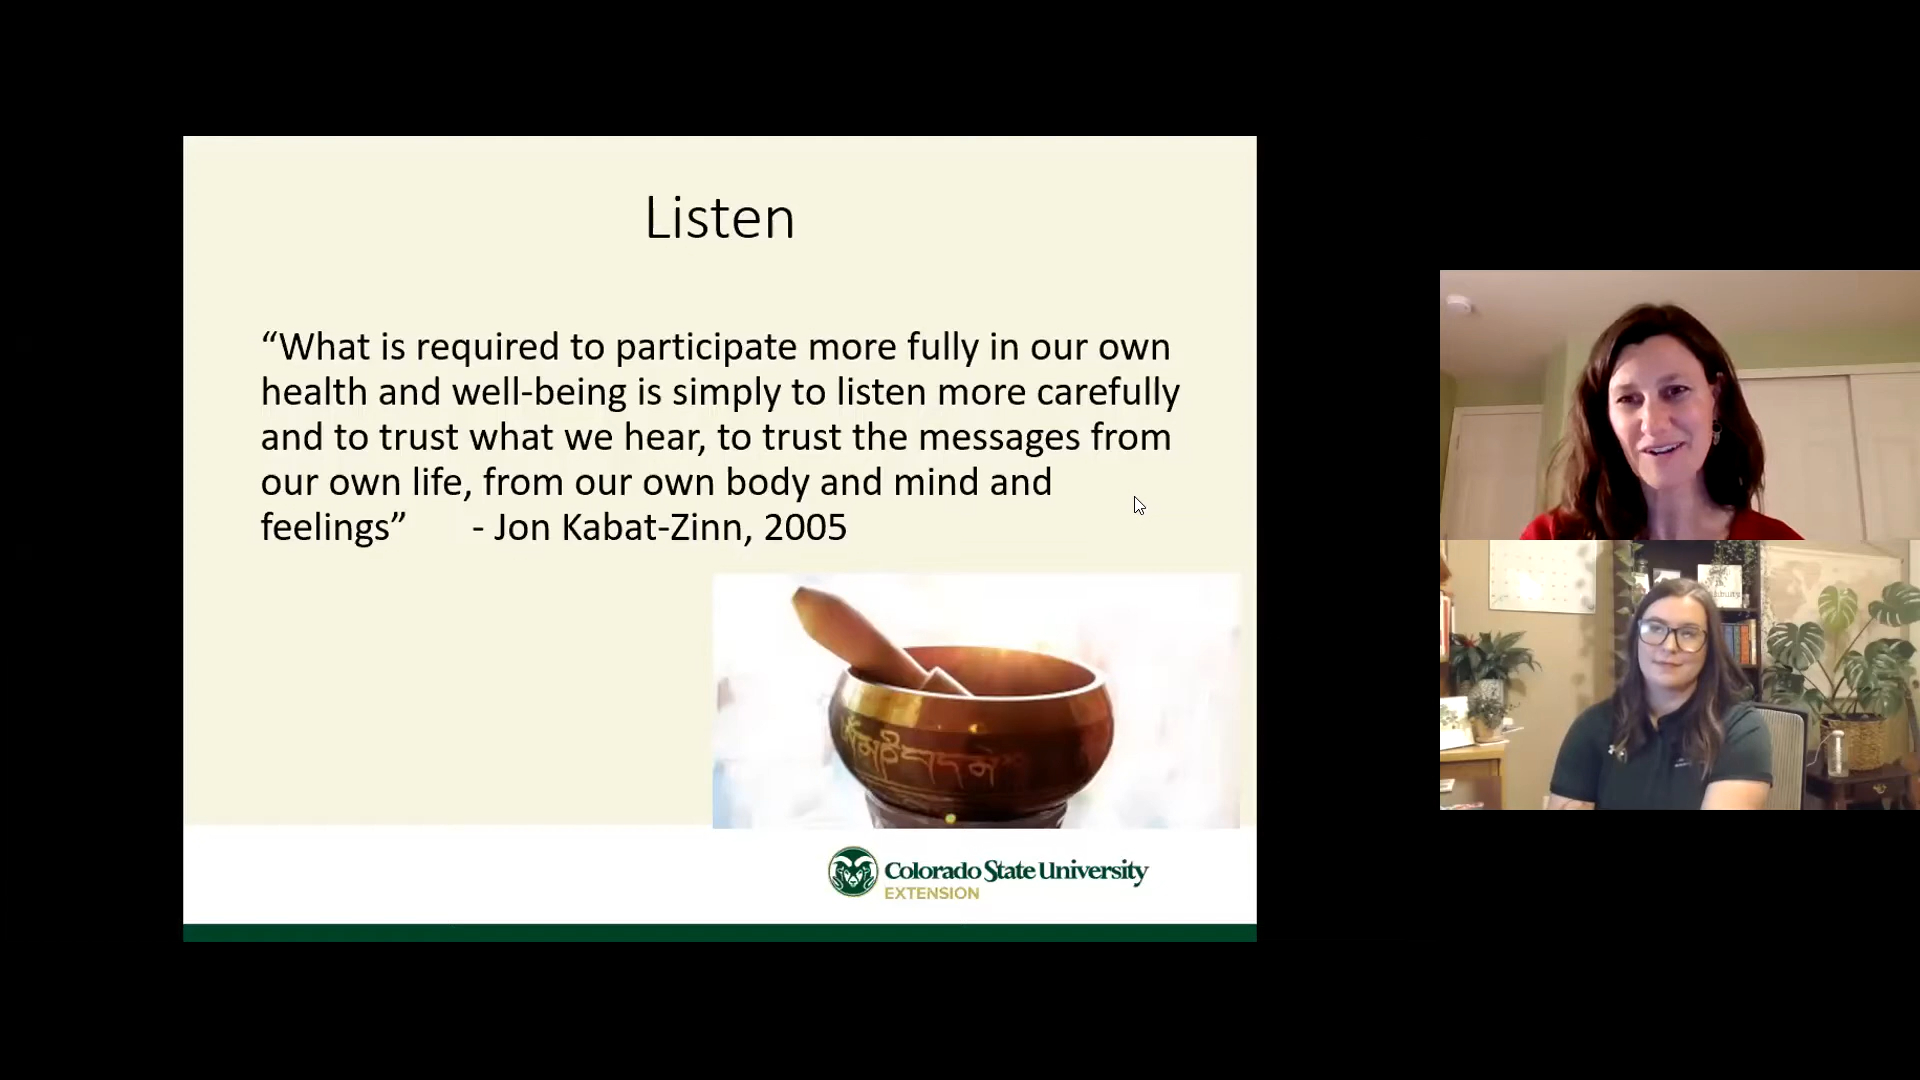 Listen
“What is required to participate more fully in our own
health and well-being is simply to listen more carefully
and to trust what we hear, to trust the messages from
our own life, from our own body and mind and
feelings” - Jon Kabat-Zinn, 2005
Colorado State University
EXTENSION